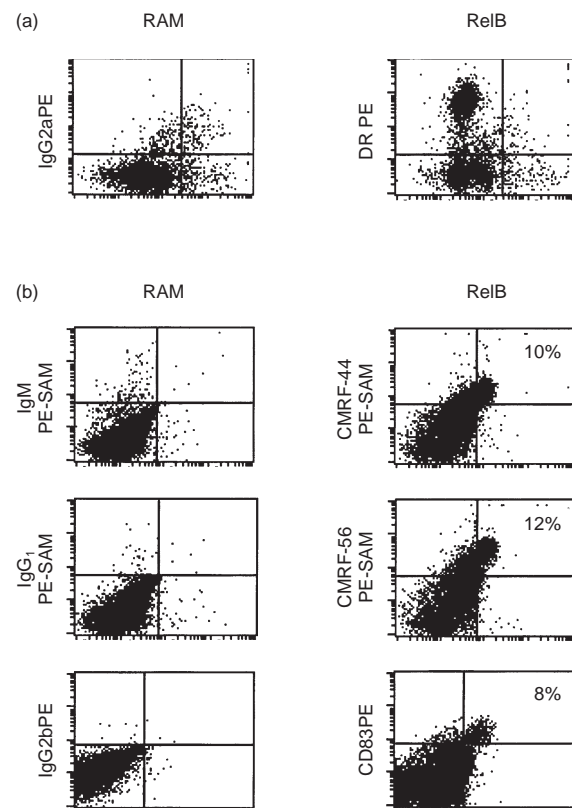 (a)
RAM
RelB
IgG2aPE
DR PE
(b)
RAM
RelB
IgM
PE-SAM
CMRF-44
PE-SAM
10%
IgG₁
PE-SAM
CMRF-56
PE-SAM
12%
IgG2bPE
CD83PE
8%